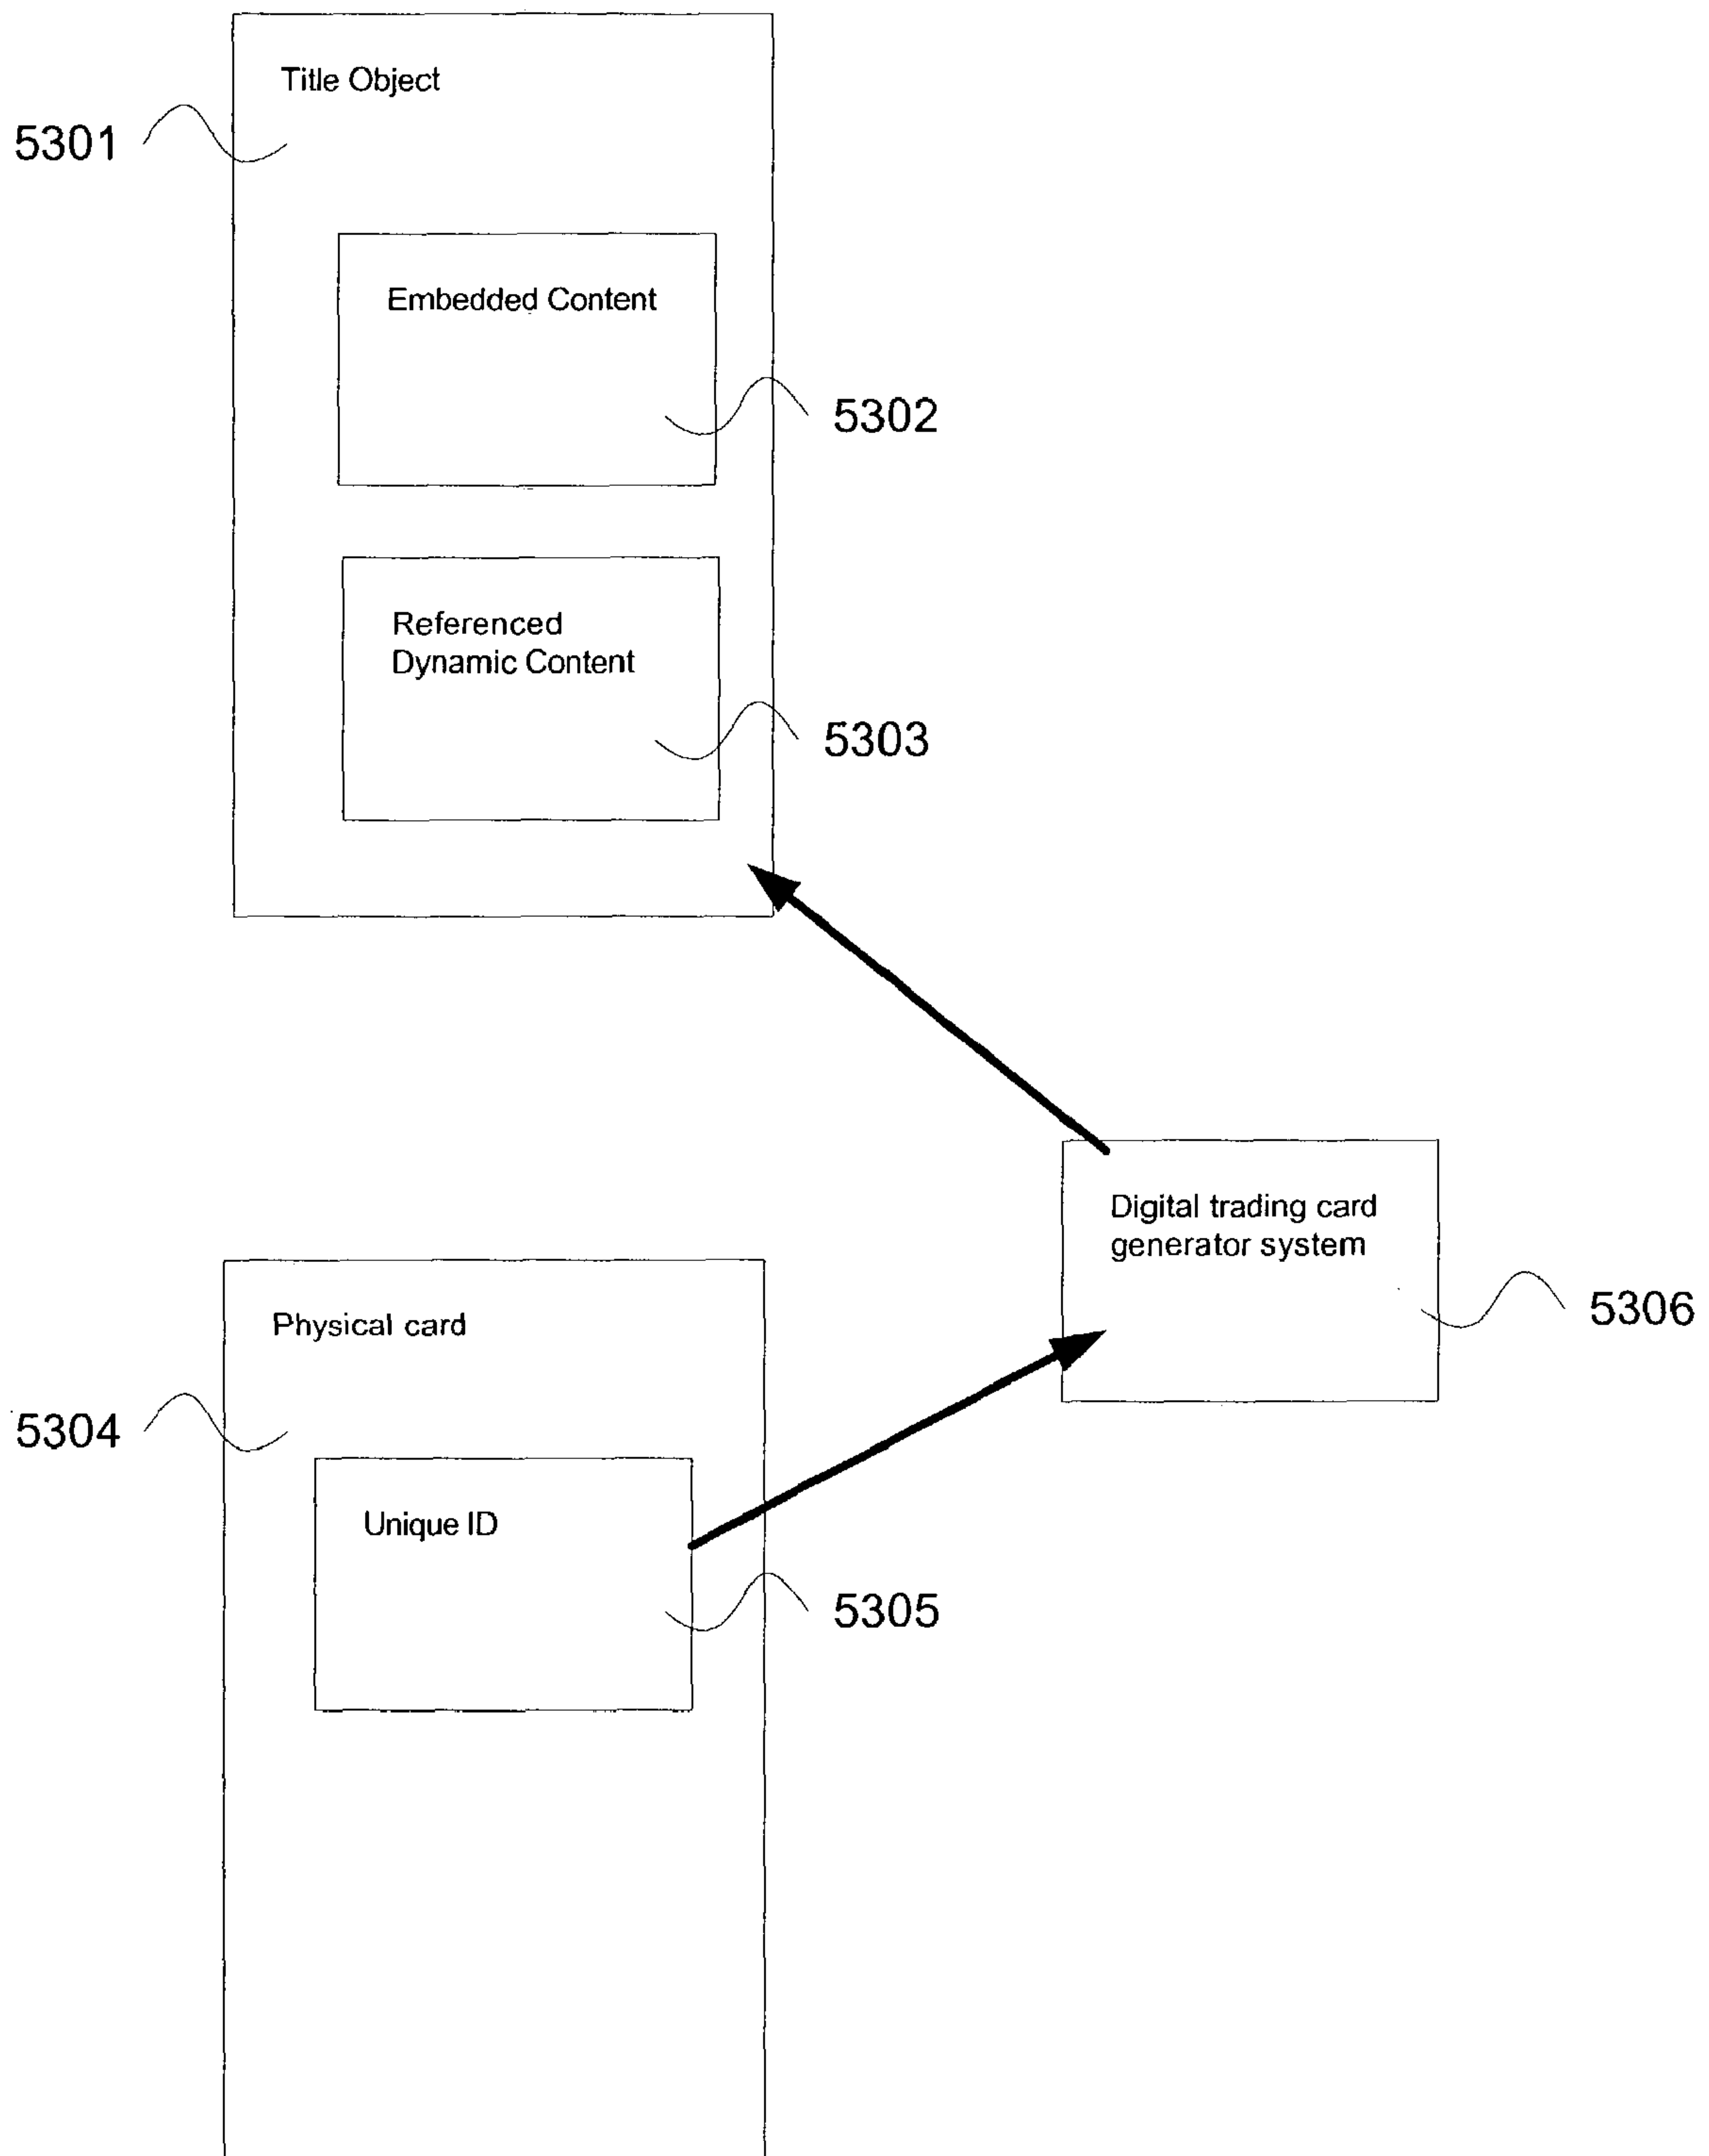 Title Object
5301
Embedded Content
5302
Referenced
Dynamic Content
5303
Digital trading card
generator system
5306
Physical card
5304
Unique ID
5305